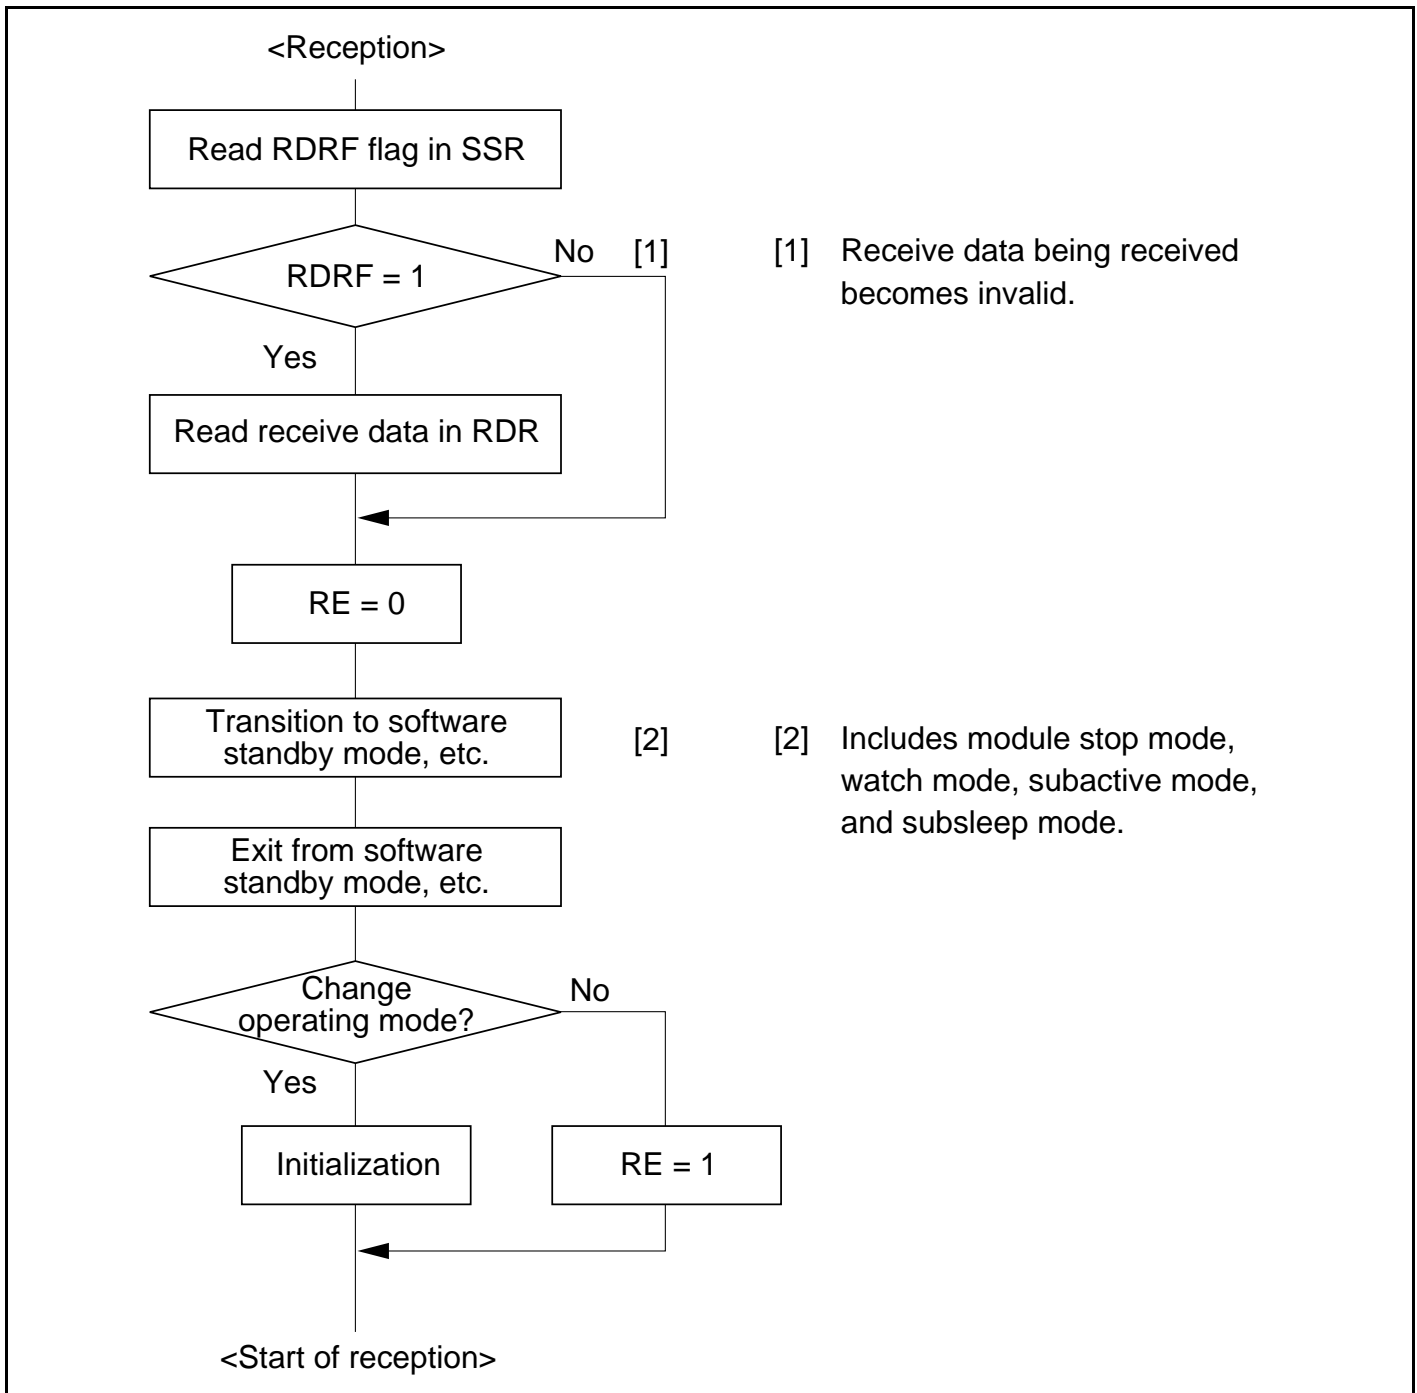 <Reception>
Read RDRF flag in SSR
RDRF = 1
No [1]
[1] Receive data being received
becomes invalid.
Yes
Read receive data in RDR
RE = 0
Transition to software
standby mode, etc.
[2]
[2] Includes module stop mode,
watch mode, subactive mode,
and subsleep mode.
Exit from software
standby mode, etc.
Change
operating mode?
No
Yes
Initialization
RE = 1
<Start of reception>